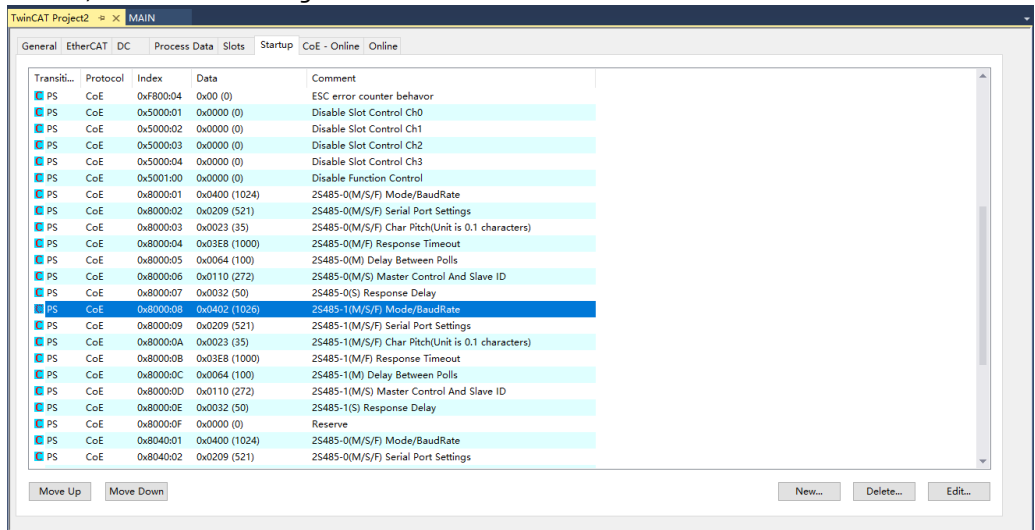 TwinCAT Project2 MAIN
General EtherCAT DC Process Data Slots Startup CoE - Online Online
Transiti... Protocol Index Data Comment
C PS CoE 0xF800:04 0x00 (0) ESC error counter behavor
C PS CoE 0x5000:01 0x0000 (0) Disable Slot Control Ch0
C PS CoE 0x5000:02 0x0000 (0) Disable Slot Control Ch1
C PS CoE 0x5000:03 0x0000 (0) Disable Slot Control Ch2
C PS CoE 0x5000:04 0x0000 (0) Disable Slot Control Ch3
C PS CoE 0x5001:00 0x0000 (0) Disable Function Control
C PS CoE 0x8000:01 0x0400 (1024) 2S485-0(M/S/F) Mode/BaudRate
C PS CoE 0x8000:02 0x0209 (521) 2S485-0(M/S/F) Serial Port Settings
C PS CoE 0x8000:03 0x0023 (35) 2S485-0(M/S/F) Char Pitch(Unit is 0.1 characters)
C PS CoE 0x8000:04 0x03E8 (1000) 2S485-0(M/F) Response Timeout
C PS CoE 0x8000:05 0x0064 (100) 2S485-0(M) Delay Between Polls
C PS CoE 0x8000:06 0x0110 (272) 2S485-0(M/S) Master Control And Slave ID
C PS CoE 0x8000:07 0x0032 (50) 2S485-0(S) Response Delay
C PS CoE 0x8000:08 0x0402 (1026) 2S485-1(M/S/F) Mode/BaudRate
C PS CoE 0x8000:09 0x0209 (521) 2S485-1(M/S/F) Serial Port Settings
C PS CoE 0x8000:0A 0x0023 (35) 2S485-1(M/S/F) Char Pitch(Unit is 0.1 characters)
C PS CoE 0x8000:0B 0x03E8 (1000) 2S485-1(M/F) Response Timeout
C PS CoE 0x8000:0C 0x0064 (100) 2S485-1(M) Delay Between Polls
C PS CoE 0x8000:0D 0x0110 (272) 2S485-1(M/S) Master Control And Slave ID
C PS CoE 0x8000:0E 0x0032 (50) 2S485-1(S) Response Delay
C PS CoE 0x8000:0F 0x0000 (0) Reserve
C PS CoE 0x8040:01 0x0400 (1024) 2S485-0(M/S/F) Mode/BaudRate
C PS CoE 0x8040:02 0x0209 (521) 2S485-0(M/S/F) Serial Port Settings
Move Up Move Down New... Delete... Edit...